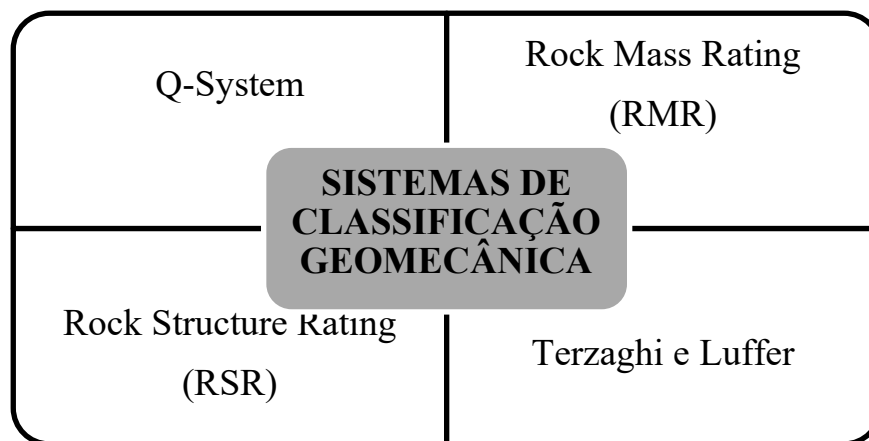 Q-System
Rock Mass Rating
(RMR)
SISTEMAS DE
CLASSIFICAÇÃO
GEOMECÂNICA
Rock Structure Rating
(RSR)
Terzaghi e Luffer